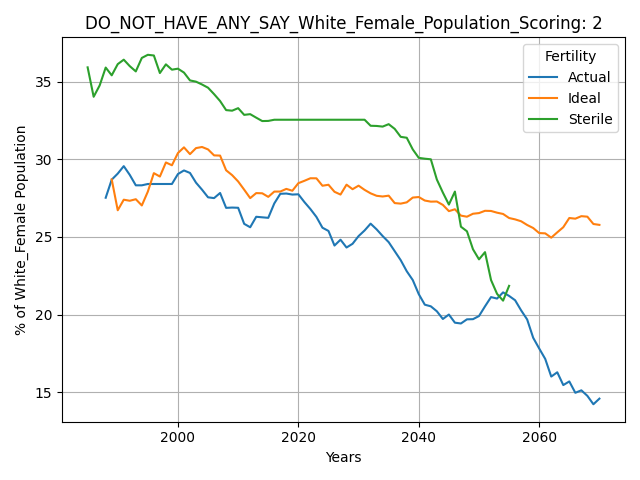 DO_NOT_HAVE_ANY_SAY_White_Female_Population_Scoring: 2
Fertility
Actual
Ideal
Sterile
% of White_Female Population
35
30
25
20
15
2000
2020
2040
2060
Years